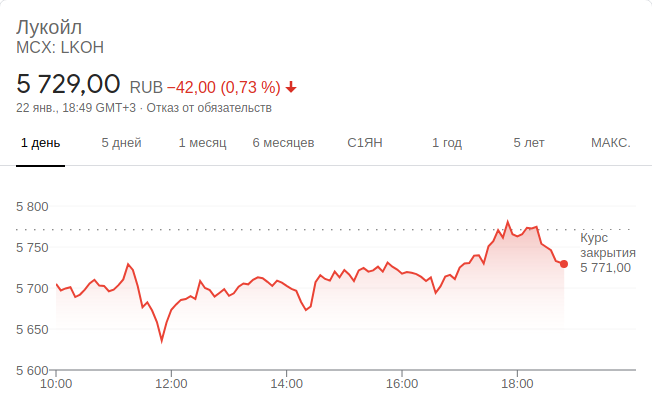 Лукойл
MCX: LKOH
5 729,00 RUB −42,00 (0,73 %)
22 янв., 18:49 GMT+3 · Отказ от обязательств
1 день 5 дней 1 месяц 6 месяцев С1ЯН 1 год 5 лет МАКС.
5 800
5 750
5 700
5 650
5 600
Курс
закрытия
5 771,00
10:00 12:00 14:00 16:00 18:00